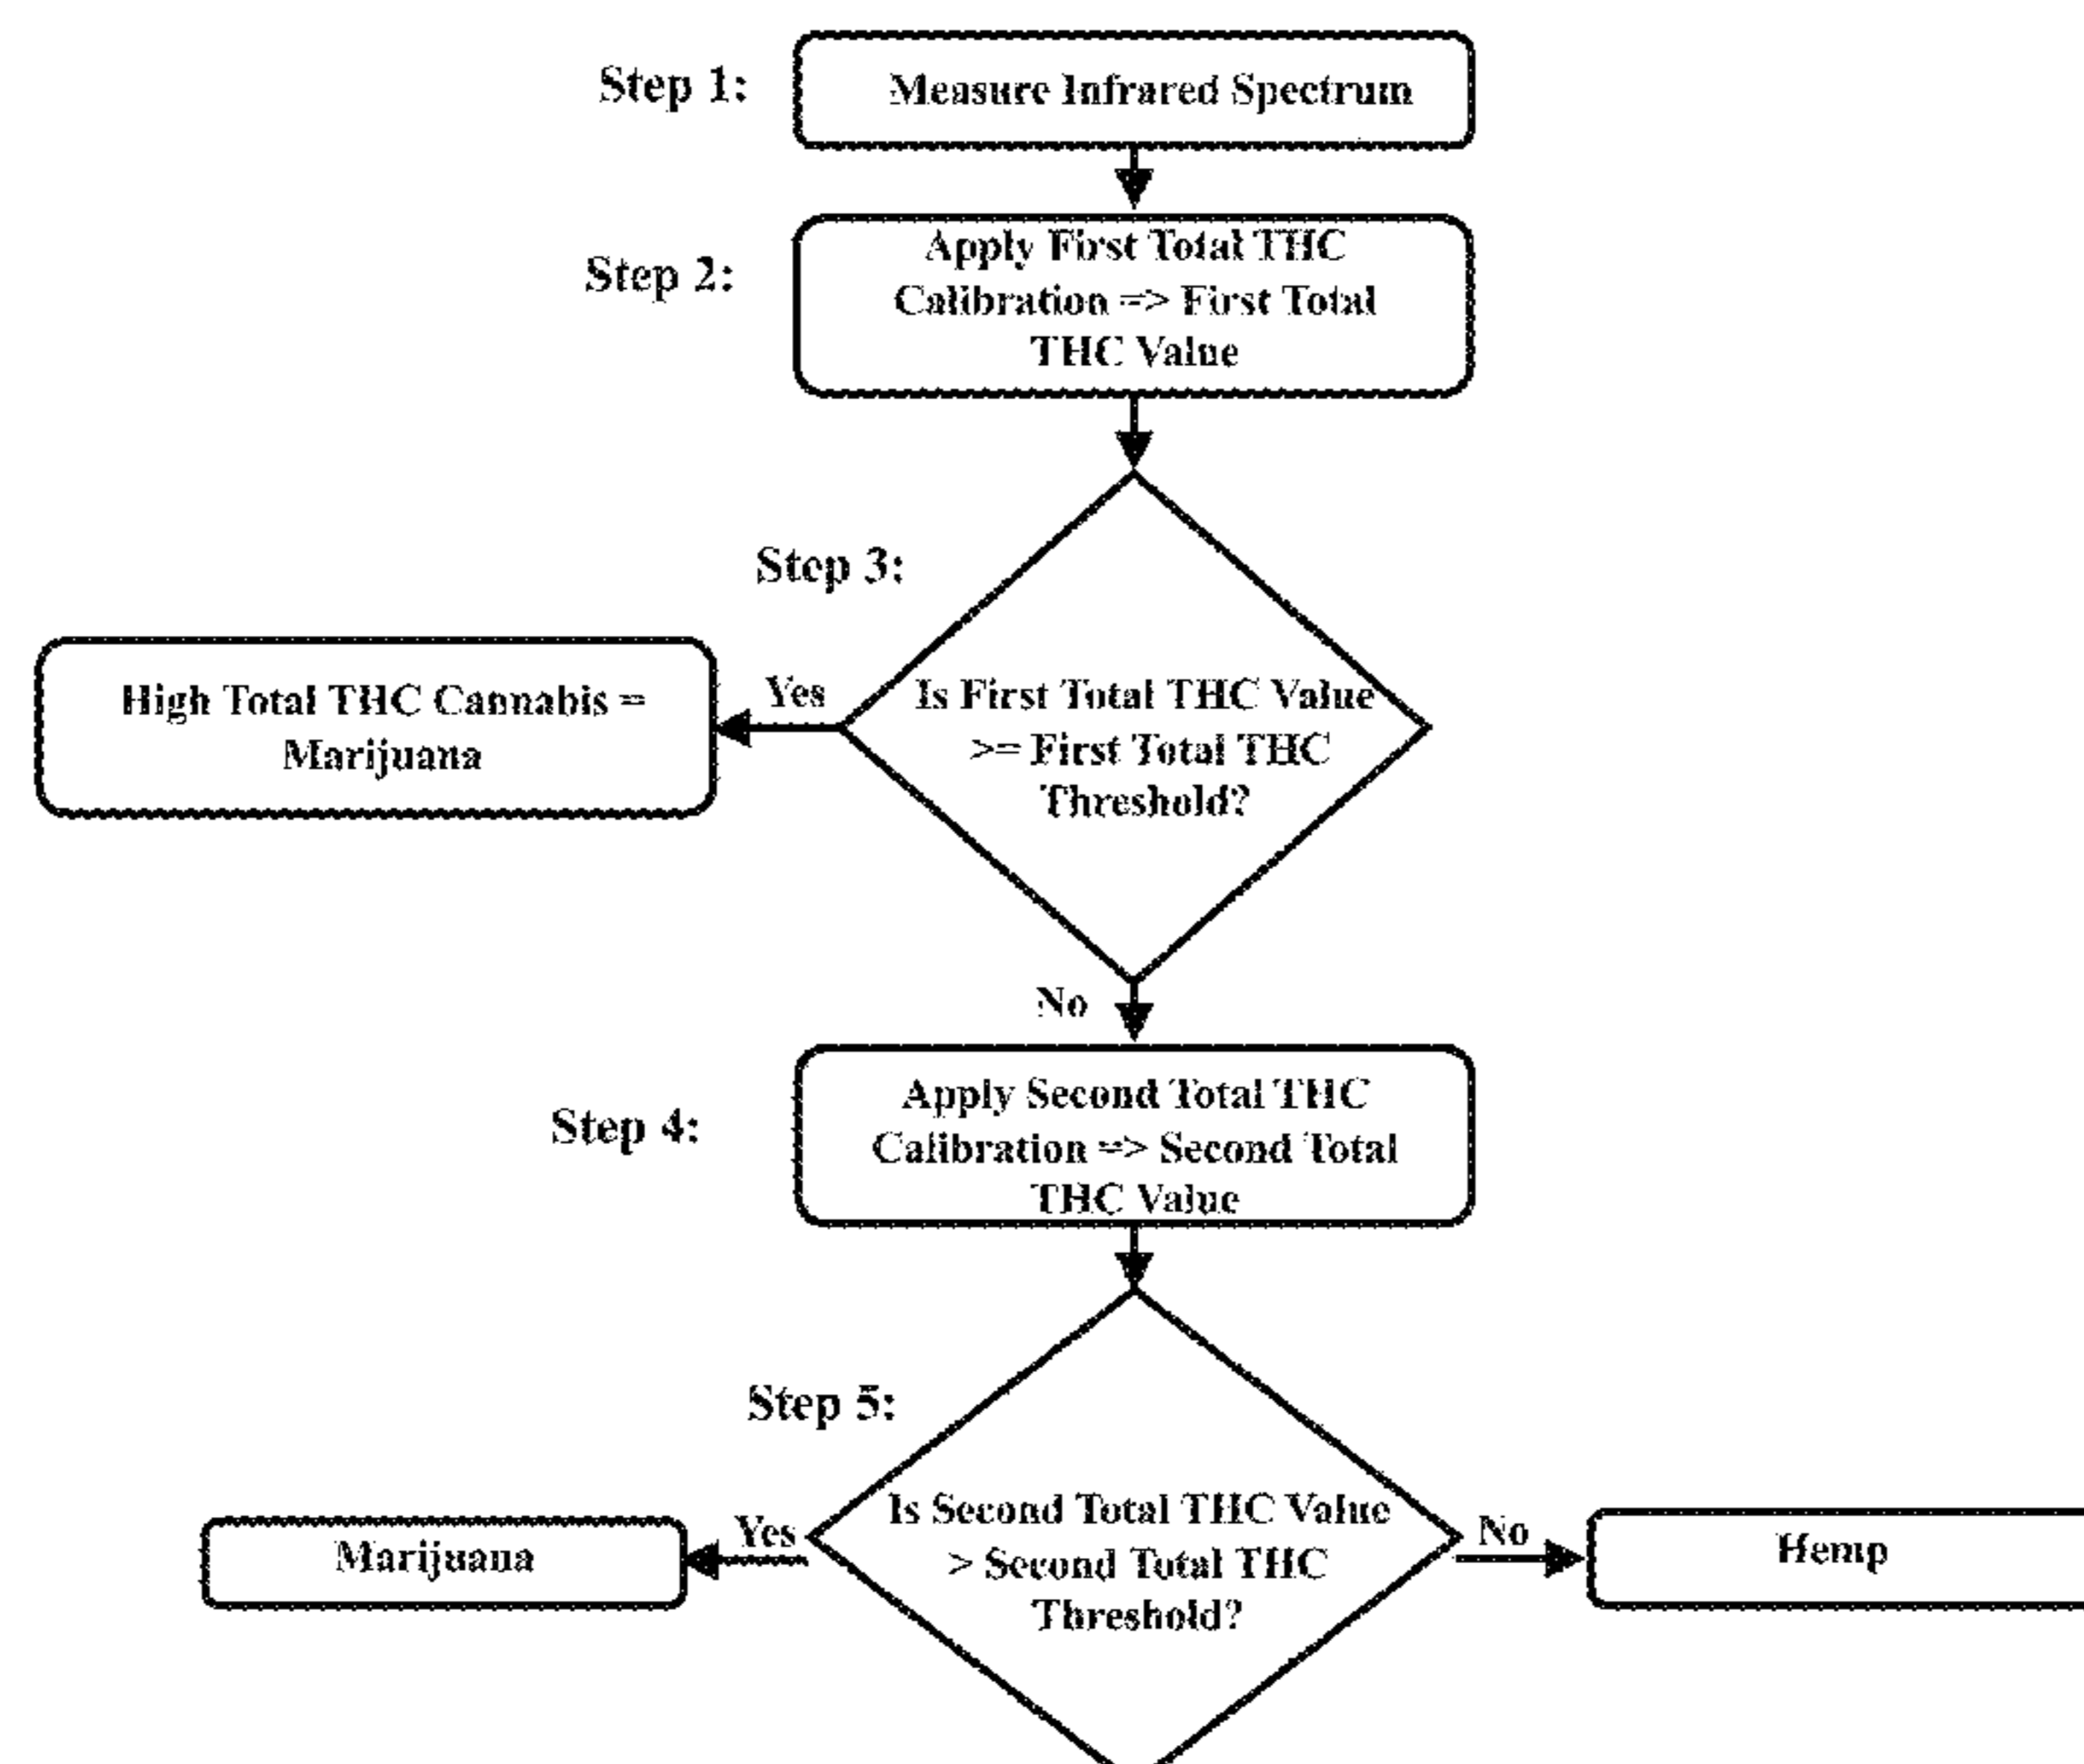 Step 1:
Measure Infrared Spectrum
Step 2:
Apply First Total THC
Calibration => First Total
THC Value
Step 3:
Is First Total THC Value
>= First Total THC
Threshold?
Yes
High Total THC Cannabis =
Marijuana
No
Step 4:
Apply Second Total THC
Calibration => Second Total
THC Value
Step 5:
Is Second Total THC Value
> Second Total THC
Threshold?
Yes
Marijuana
No
Hemp